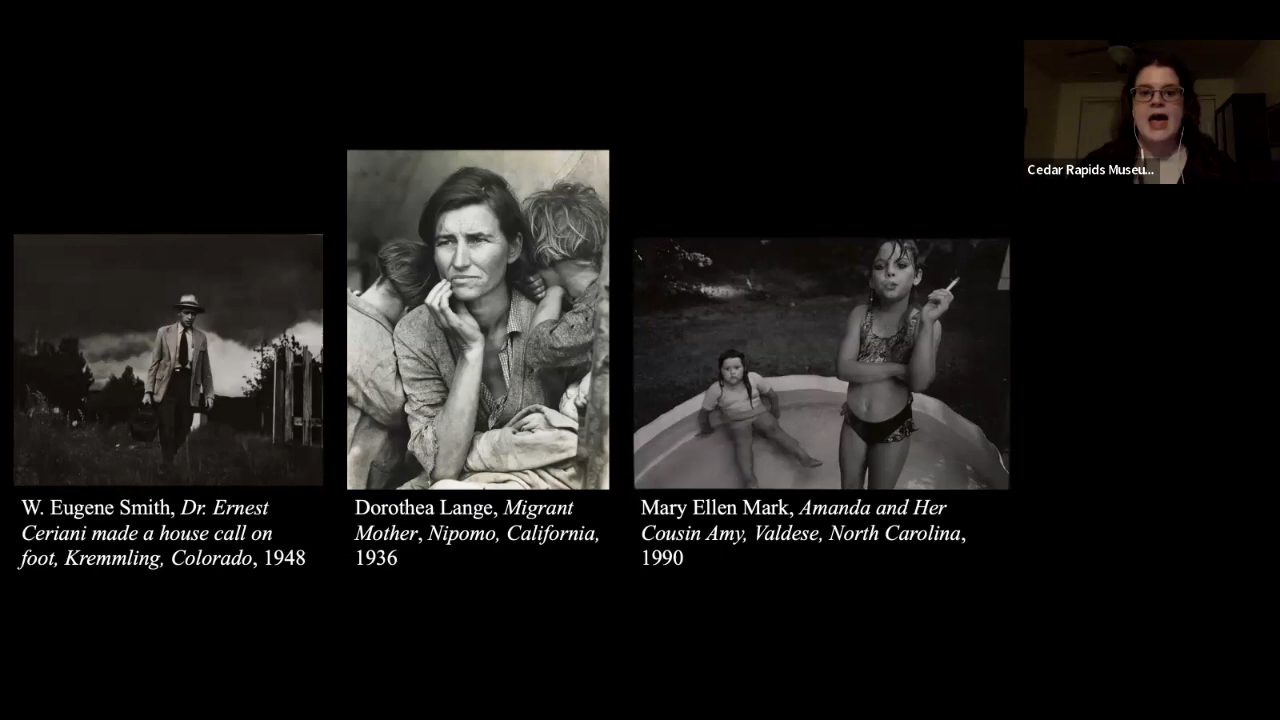 Cedar Rapids Museu...
W. Eugene Smith, Dr. Ernest
Ceriani made a house call on
foot, Kremmling, Colorado, 1948
Dorothea Lange, Migrant
Mother, Nipomo, California,
1936
Mary Ellen Mark, Amanda and Her
Cousin Amy, Valdese, North Carolina,
1990